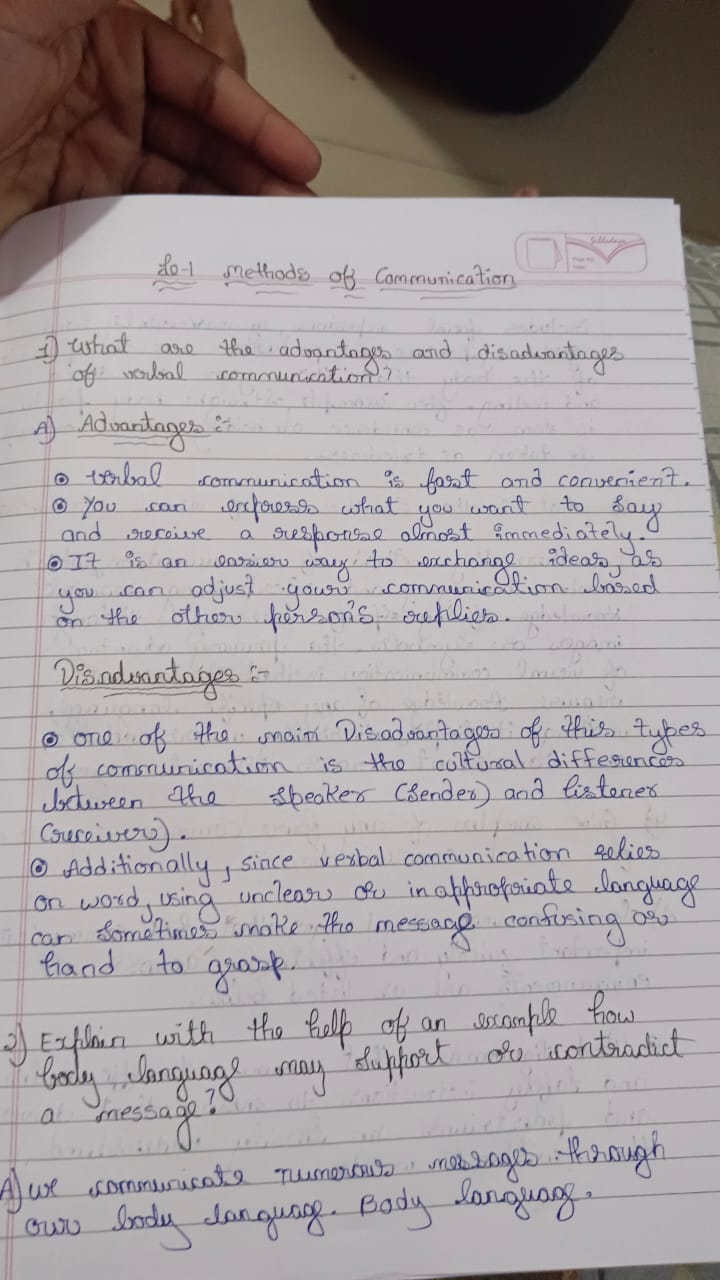 Lo-1 Methods of Communication
1) What are the advantages and disadvantages
of verbal communication?
A) Advantages :-
verbal communication is fast and convenient.
You can express what you want to say
and receive a response almost immediately.
It is an easier way to exchange ideas, as
you can adjust your communication based
on the other person's replies.
Disadvantages :-
one of the main Disadvantages of this types
of communication is the cultural differences
between the speaker (sender) and listener
(receiver).
Additionally, since verbal communication relies
on word, using unclear or inappropriate language
can sometimes make the message confusing or
hand to grasp.
2) Explain with the help of an example how
body language may support or contradict
a message?
A) we communicate numerous messages through
our body language. Body language.